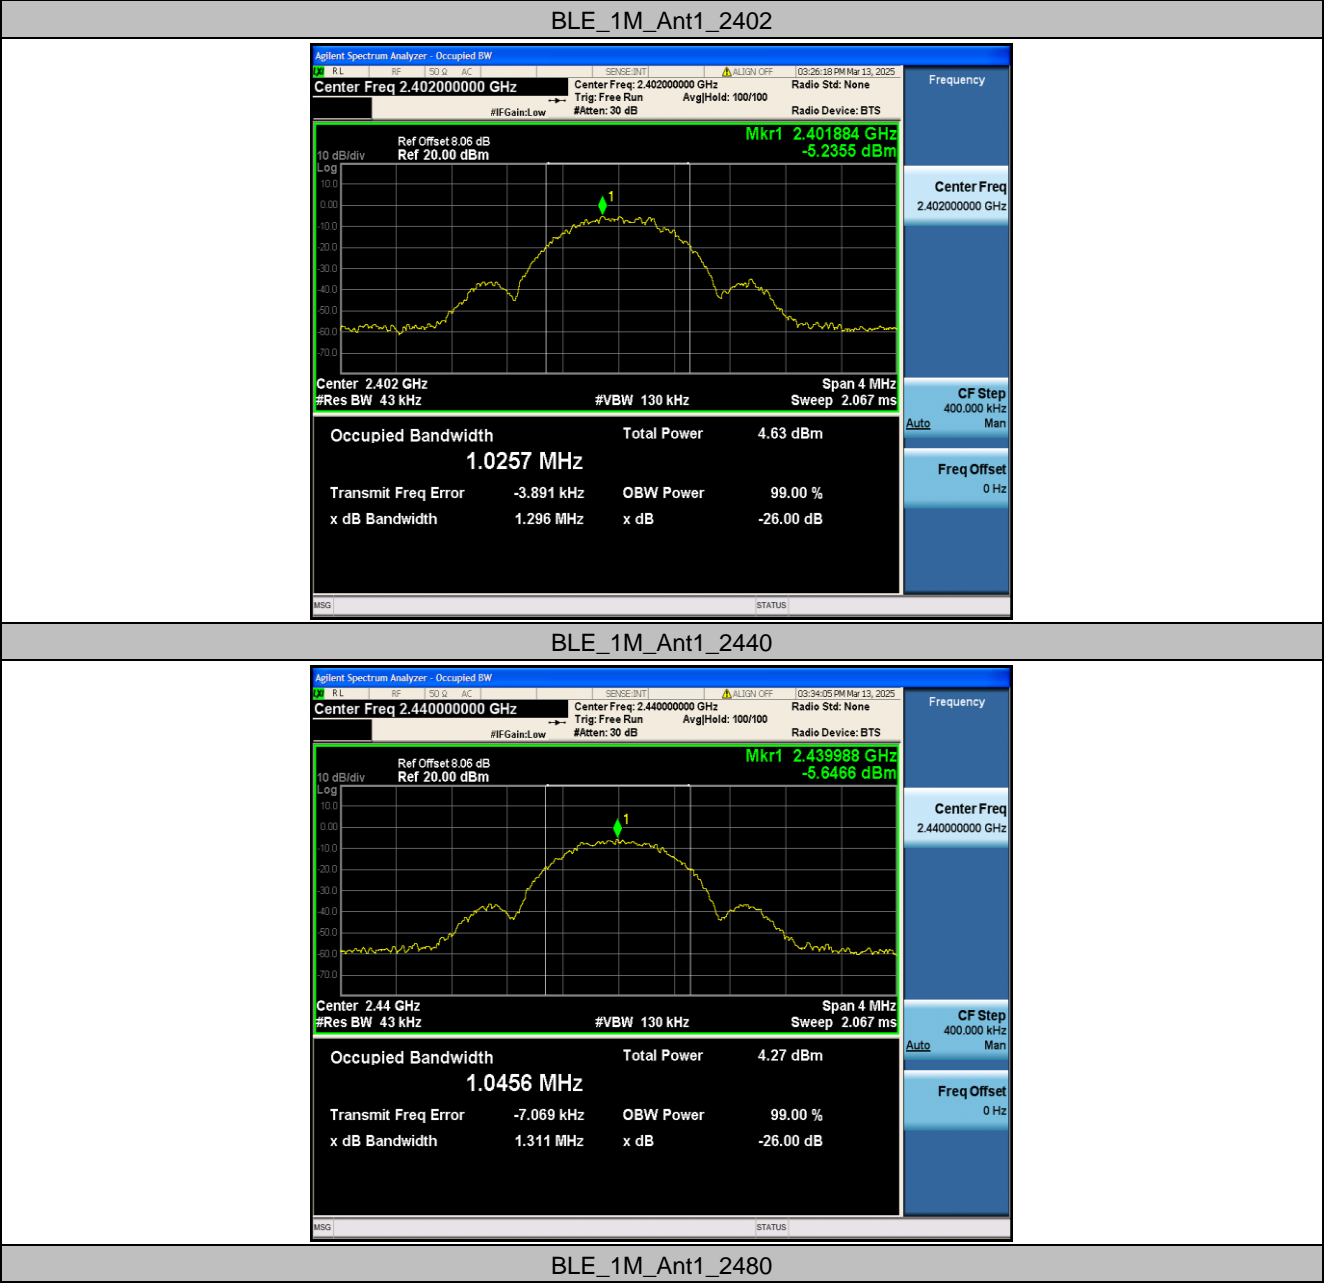 BLE_1M_Ant1_2402
Agilent Spectrum Analyzer - Occupied BW
LXI RL RF 50 Ω AC SENSE:INT ALIGN OFF 03:26:18 PM Mar 13, 2025
Center Freq 2.402000000 GHz
Center Freq: 2.402000000 GHz Radio Std: None
Trig: Free Run Avg|Hold: 100/100
#IFGain:Low #Atten: 30 dB Radio Device: BTS
Frequency
Mkr1 2.401884 GHz
-5.2355 dBm
Ref Offset 8.06 dB
10 dB/div Ref 20.00 dBm
Log
10.0
0.00
-10.0
-20.0
-30.0
-40.0
-50.0
-60.0
-70.0
1
Center 2.402 GHz Span 4 MHz
#Res BW 43 kHz #VBW 130 kHz Sweep 2.067 ms
Center Freq
2.402000000 GHz
CF Step
400.000 kHz
Auto Man
Freq Offset
0 Hz
Occupied Bandwidth Total Power 4.63 dBm
1.0257 MHz
Transmit Freq Error -3.891 kHz OBW Power 99.00 %
x dB Bandwidth 1.296 MHz x dB -26.00 dB
MSG STATUS
BLE_1M_Ant1_2440
Agilent Spectrum Analyzer - Occupied BW
LXI RL RF 50 Ω AC SENSE:INT ALIGN OFF 03:34:05 PM Mar 13, 2025
Center Freq 2.440000000 GHz
Center Freq: 2.440000000 GHz Radio Std: None
Trig: Free Run Avg|Hold: 100/100
#IFGain:Low #Atten: 30 dB Radio Device: BTS
Frequency
Mkr1 2.439988 GHz
-5.6466 dBm
Ref Offset 8.06 dB
10 dB/div Ref 20.00 dBm
Log
10.0
0.00
-10.0
-20.0
-30.0
-40.0
-50.0
-60.0
-70.0
1
Center 2.44 GHz Span 4 MHz
#Res BW 43 kHz #VBW 130 kHz Sweep 2.067 ms
Center Freq
2.440000000 GHz
CF Step
400.000 kHz
Auto Man
Freq Offset
0 Hz
Occupied Bandwidth Total Power 4.27 dBm
1.0456 MHz
Transmit Freq Error -7.069 kHz OBW Power 99.00 %
x dB Bandwidth 1.311 MHz x dB -26.00 dB
MSG STATUS
BLE_1M_Ant1_2480